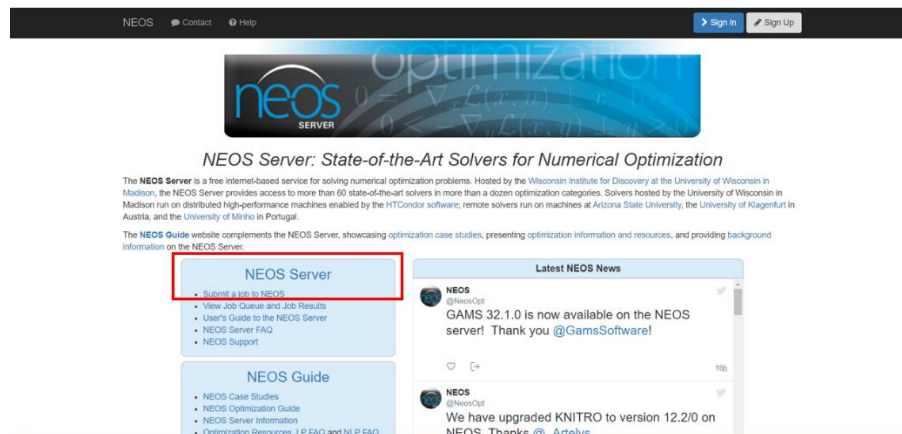 NEOS Contact Help Sign In Sign Up
optimization
neos
SERVER
NEOS Server: State-of-the-Art Solvers for Numerical Optimization
The NEOS Server is a free internet-based service for solving numerical optimization problems. Hosted by the Wisconsin Institute for Discovery at the University of Wisconsin in
Madison, the NEOS Server provides access to more than 60 state-of-the-art solvers in more than a dozen optimization categories. Solvers hosted by the University of Wisconsin in
Madison run on distributed high-performance machines enabled by the HTCondor software; remote solvers run on machines at Arizona State University, the University of Klagenfurt in
Austria, and the University of Minho in Portugal.
The NEOS Guide website complements the NEOS Server, showcasing optimization case studies, presenting optimization information and resources, and providing background
information on the NEOS Server.
NEOS Server
• Submit a job to NEOS
• View Job Queue and Job Results
• User's Guide to the NEOS Server
• NEOS Server FAQ
• NEOS Support
NEOS Guide
• NEOS Case Studies
• NEOS Optimization Guide
• NEOS Server Information
• Optimization Resources, LP FAQ and NLP FAQ
Latest NEOS News
NEOS
@NeosOpt
GAMS 32.1.0 is now available on the NEOS
server! Thank you @GamsSoftware!
NEOS
@NeosOpt
We have upgraded KNITRO to version 12.2/0 on
NEOS. Thanks @_Artelys